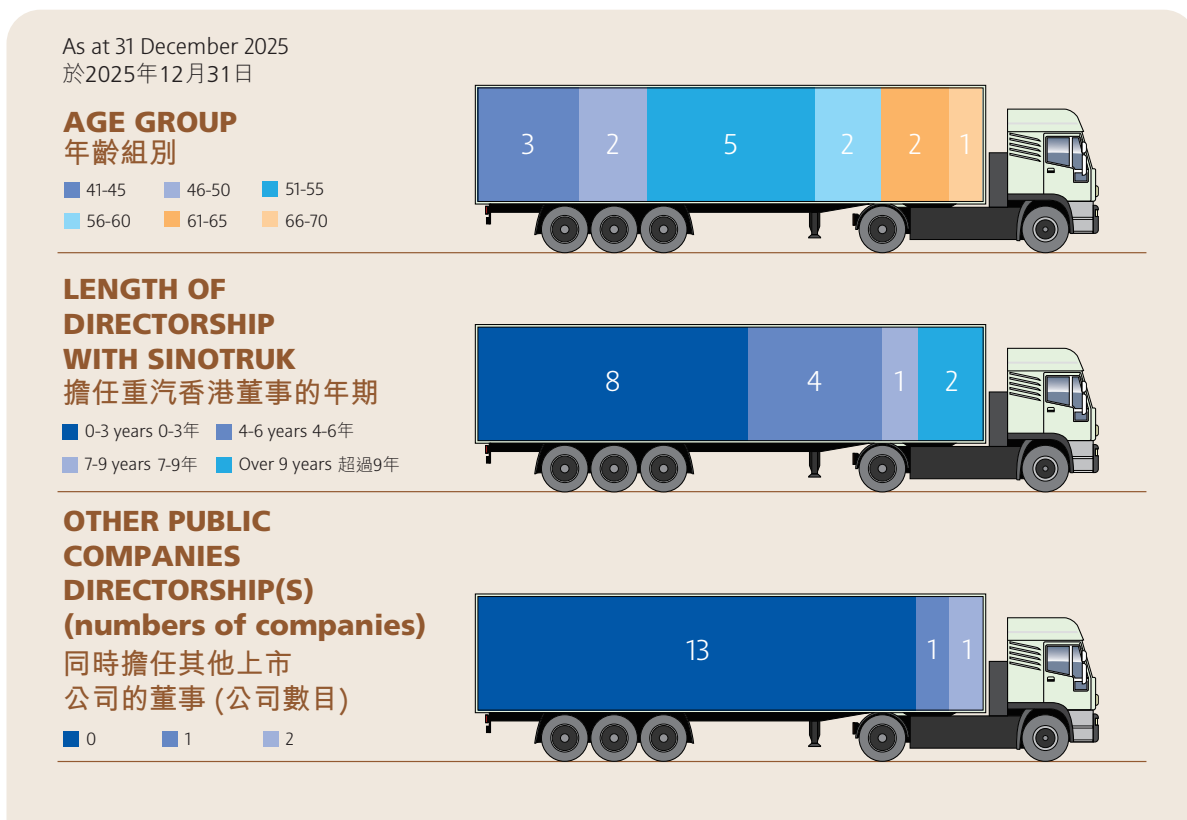 As at 31 December 2025
於2025年12月31日
AGE GROUP
年齡組別
41-45 46-50 51-55
56-60 61-65 66-70
3 2 5 2 2 1
LENGTH OF
DIRECTORSHIP
WITH SINOTRUK
擔任重汽香港董事的年期
0-3 years 0-3年 4-6 years 4-6年
7-9 years 7-9年 Over 9 years 超過9年
8 4 1 2
OTHER PUBLIC
COMPANIES
DIRECTORSHIP(S)
(numbers of companies)
同時擔任其他上市
公司的董事 (公司數目)
0 1 2
13 1 1